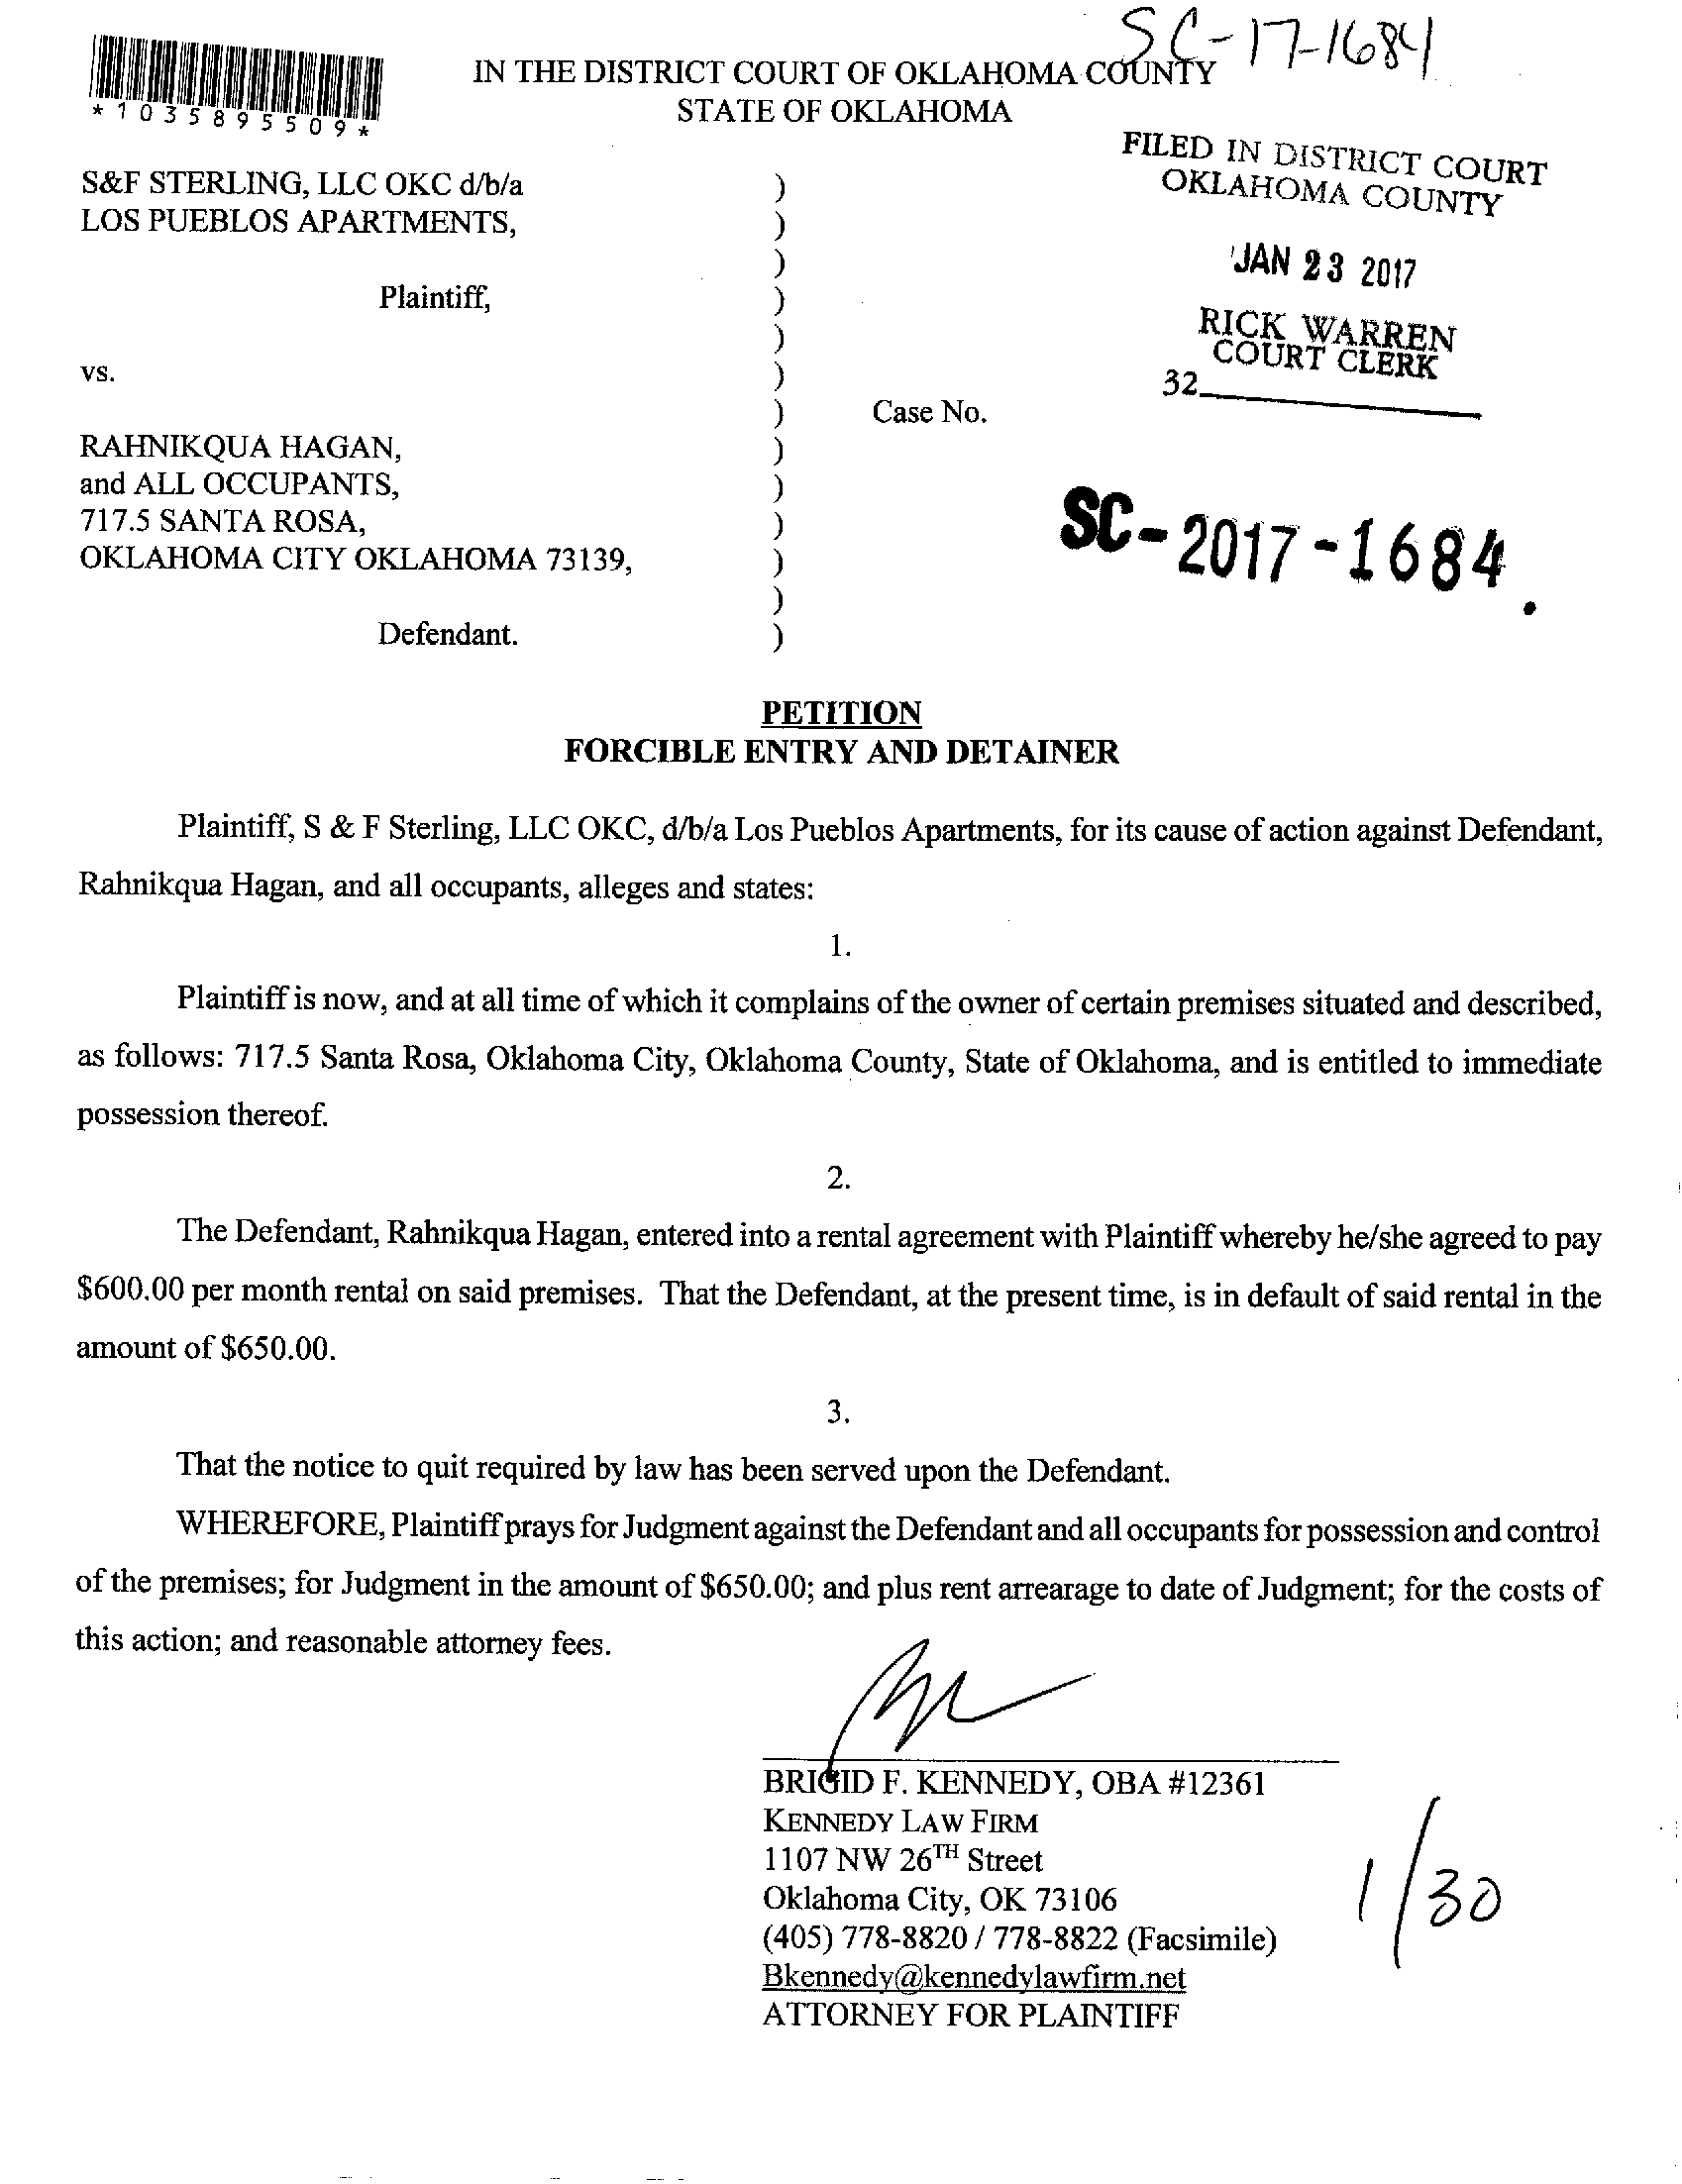 SC-17-1684
IN THE DISTRICT COURT OF OKLAHOMA COUNTY
STATE OF OKLAHOMA
*1035895509*
FILED IN DISTRICT COURT
OKLAHOMA COUNTY
JAN 23 2017
RICK WARREN
COURT CLERK
32
S&F STERLING, LLC OKC d/b/a
LOS PUEBLOS APARTMENTS,
Plaintiff,
vs.
Case No.
RAHNIKQUA HAGAN,
and ALL OCCUPANTS,
717.5 SANTA ROSA,
OKLAHOMA CITY OKLAHOMA 73139,
SC-2017-1684.
Defendant.
PETITION
FORCIBLE ENTRY AND DETAINER
Plaintiff, S & F Sterling, LLC OKC, d/b/a Los Pueblos Apartments, for its cause of action against Defendant,
Rahnikqua Hagan, and all occupants, alleges and states:
1.
Plaintiff is now, and at all time of which it complains of the owner of certain premises situated and described,
as follows: 717.5 Santa Rosa, Oklahoma City, Oklahoma County, State of Oklahoma, and is entitled to immediate
possession thereof.
2.
The Defendant, Rahnikqua Hagan, entered into a rental agreement with Plaintiff whereby he/she agreed to pay
$600.00 per month rental on said premises. That the Defendant, at the present time, is in default of said rental in the
amount of $650.00.
3.
That the notice to quit required by law has been served upon the Defendant.
WHEREFORE, Plaintiff prays for Judgment against the Defendant and all occupants for possession and control
of the premises; for Judgment in the amount of $650.00; and plus rent arrearage to date of Judgment; for the costs of
this action; and reasonable attorney fees.
BRIGID F. KENNEDY, OBA #12361
KENNEDY LAW FIRM
1107 NW 26TH Street
Oklahoma City, OK 73106
(405) 778-8820 / 778-8822 (Facsimile)
Bkennedy@kennedylawfirm.net
ATTORNEY FOR PLAINTIFF
1/30